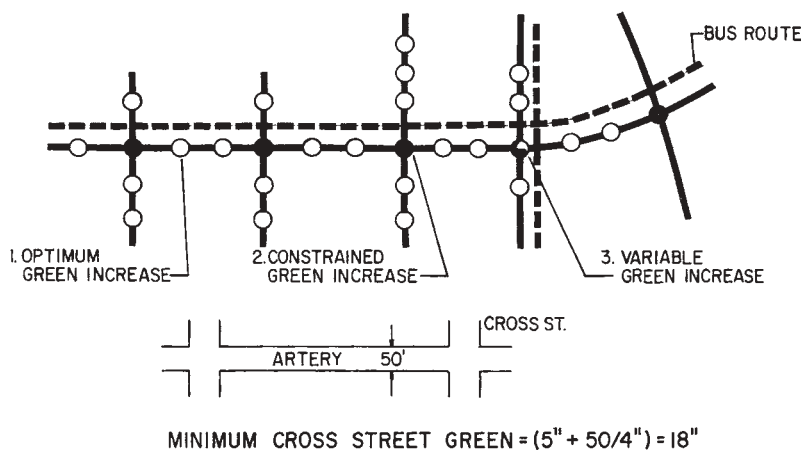 BUS ROUTE
1. OPTIMUM
GREEN INCREASE
2. CONSTRAINED
GREEN INCREASE
3. VARIABLE
GREEN INCREASE
CROSS ST.
ARTERY 50'
MINIMUM CROSS STREET GREEN = (5" + 50/4") = 18"